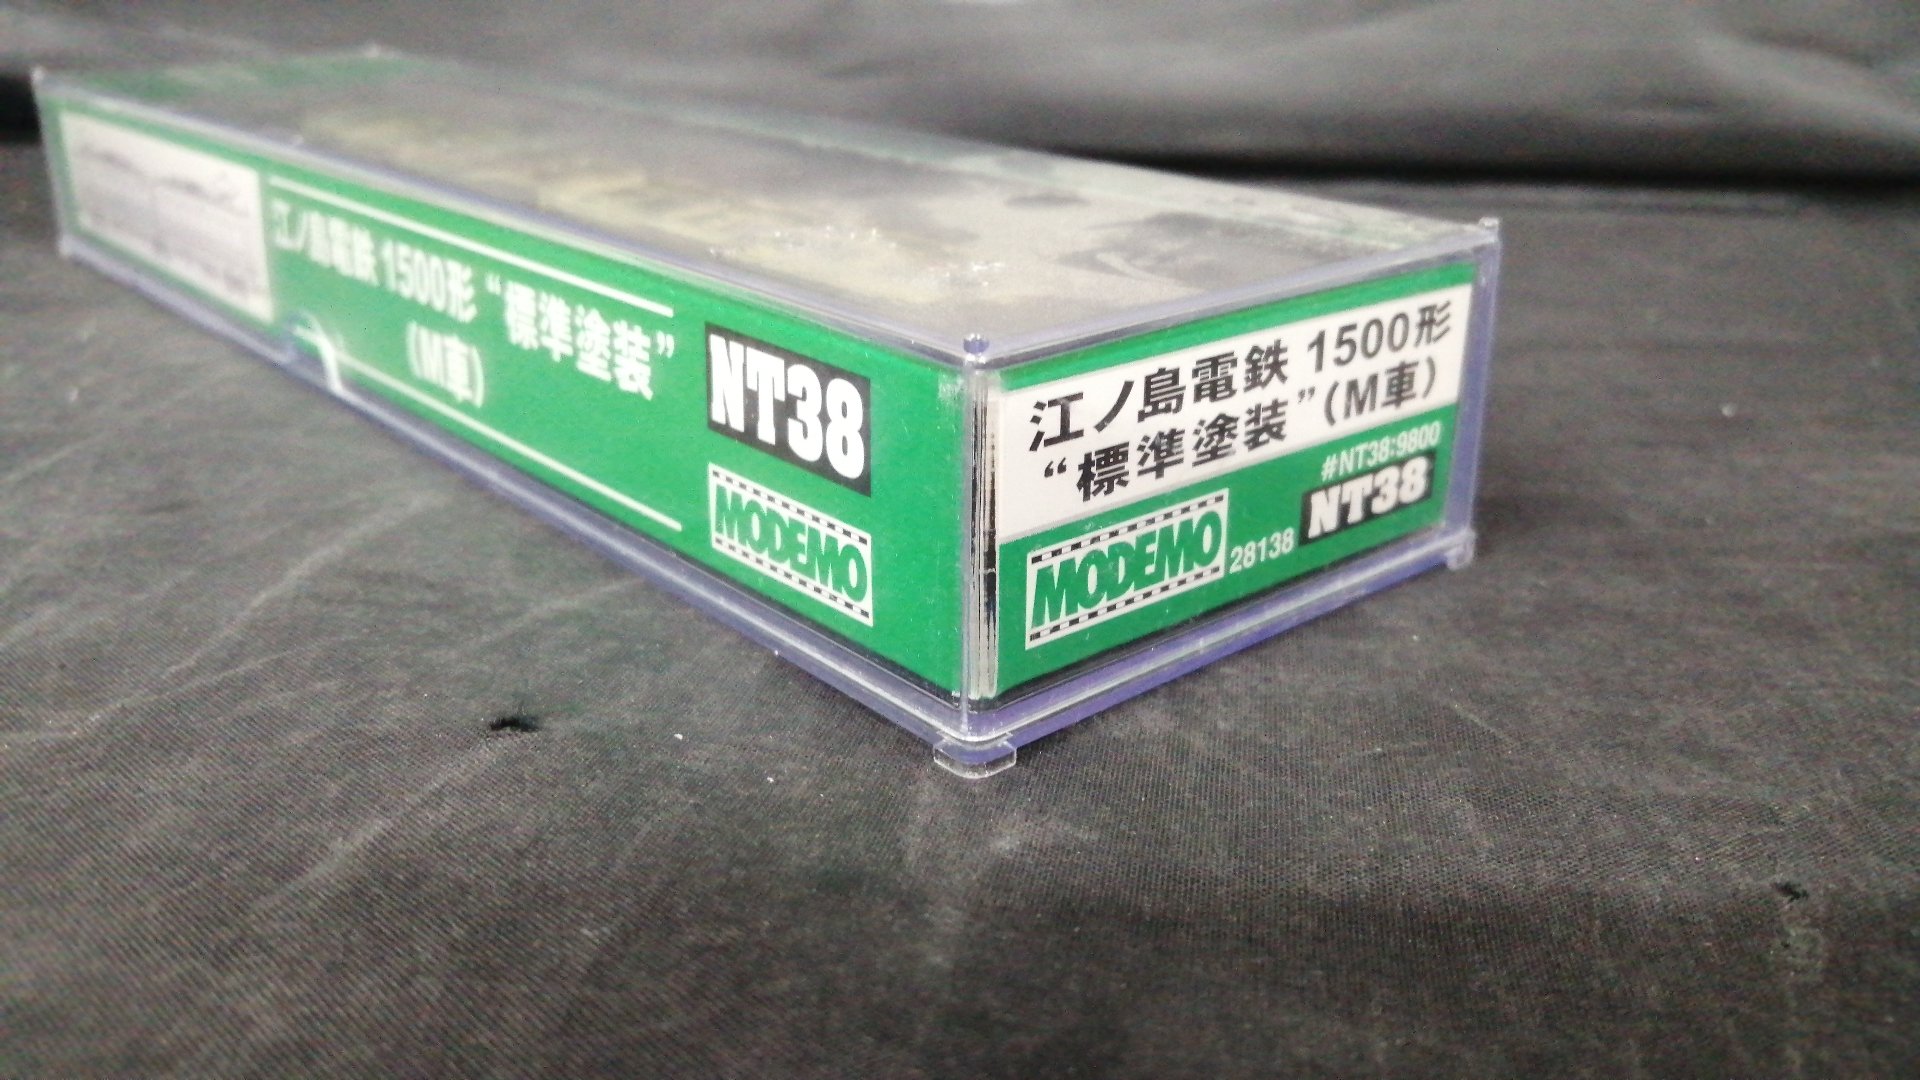 江ノ島電鉄 1500形 “標準塗装”
（M車）
NT38
MODEMO
江ノ島電鉄 1500形
“標準塗装”（M車）
#NT38:9800
MODEMO 28138 NT38